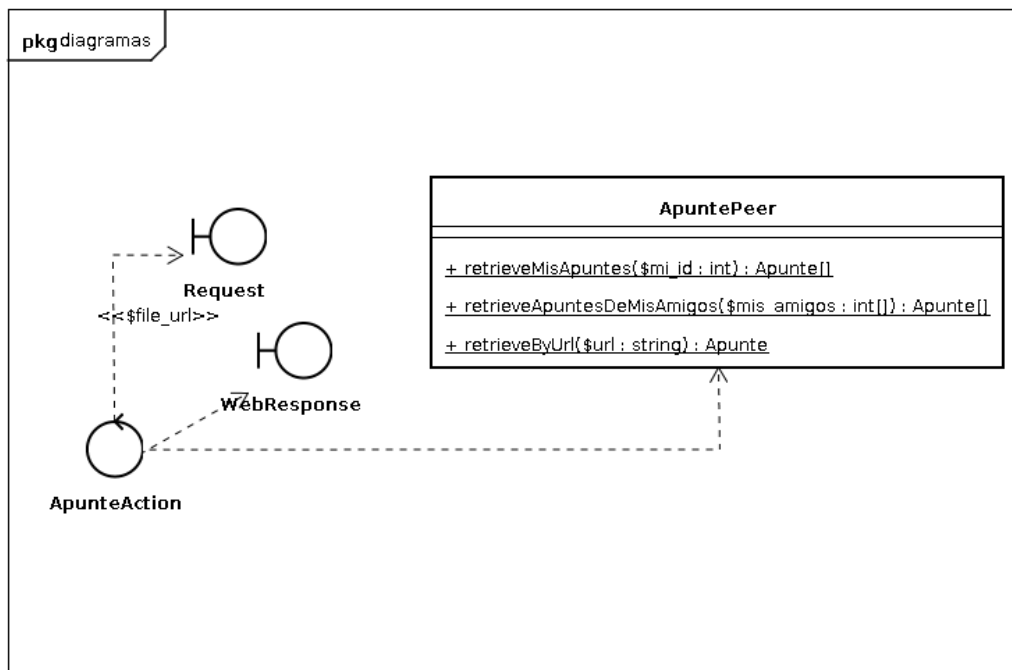 pkg diagramas
ApuntePeer
+ retrieveMisApuntes($mi_id : int) : Apunte[]
+ retrieveApuntesDeMisAmigos($mis_amigos : int[]) : Apunte[]
+ retrieveByUrl($url : string) : Apunte
Request
<<$file_url>>
WebResponse
ApunteAction